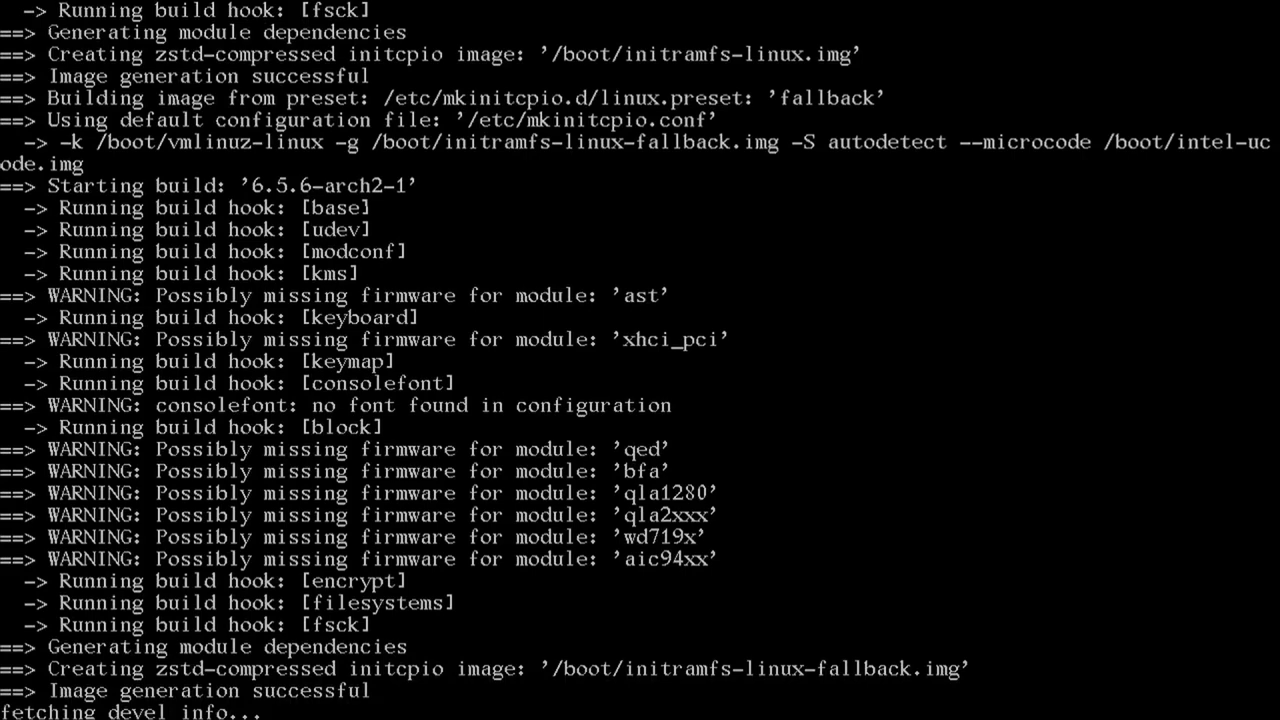 -> Running build hook: [fsck]
==> Generating module dependencies
==> Creating zstd-compressed initcpio image: '/boot/initramfs-linux.img'
==> Image generation successful
==> Building image from preset: /etc/mkinitcpio.d/linux.preset: 'fallback'
==> Using default configuration file: '/etc/mkinitcpio.conf'
-> -k /boot/vmlinuz-linux -g /boot/initramfs-linux-fallback.img -S autodetect --microcode /boot/intel-uc
ode.img
==> Starting build: '6.5.6-arch2-1'
-> Running build hook: [base]
-> Running build hook: [udev]
-> Running build hook: [modconf]
-> Running build hook: [kms]
==> WARNING: Possibly missing firmware for module: 'ast'
-> Running build hook: [keyboard]
==> WARNING: Possibly missing firmware for module: 'xhci_pci'
-> Running build hook: [keymap]
-> Running build hook: [consolefont]
==> WARNING: consolefont: no font found in configuration
-> Running build hook: [block]
==> WARNING: Possibly missing firmware for module: 'qed'
==> WARNING: Possibly missing firmware for module: 'bfa'
==> WARNING: Possibly missing firmware for module: 'qla1280'
==> WARNING: Possibly missing firmware for module: 'qla2xxx'
==> WARNING: Possibly missing firmware for module: 'wd719x'
==> WARNING: Possibly missing firmware for module: 'aic94xx'
-> Running build hook: [encrypt]
-> Running build hook: [filesystems]
-> Running build hook: [fsck]
==> Generating module dependencies
==> Creating zstd-compressed initcpio image: '/boot/initramfs-linux-fallback.img'
==> Image generation successful
fetching devel info...